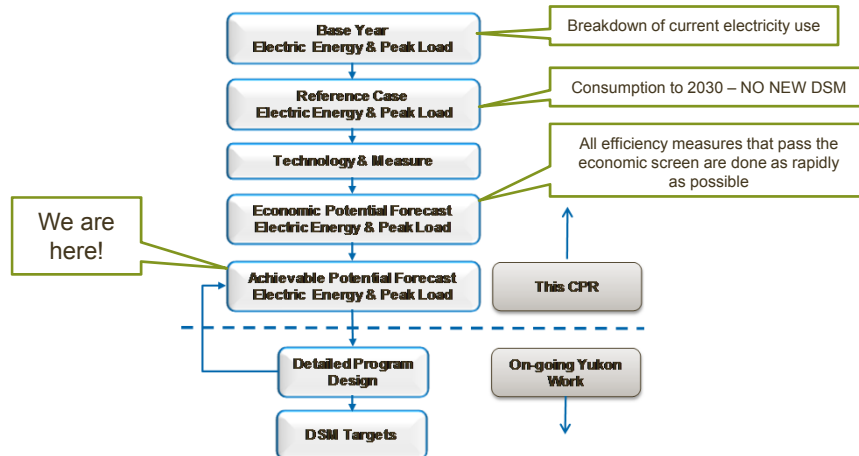 Base Year
Electric Energy & Peak Load
Breakdown of current electricity use
Reference Case
Electric Energy & Peak Load
Consumption to 2030 – NO NEW DSM
Technology & Measure
All efficiency measures that pass the
economic screen are done as rapidly
as possible
Economic Potential Forecast
Electric Energy & Peak Load
We are
here!
Achievable Potential Forecast
Electric Energy & Peak Load
This CPR
Detailed Program
Design
On-going Yukon
Work
DSM Targets